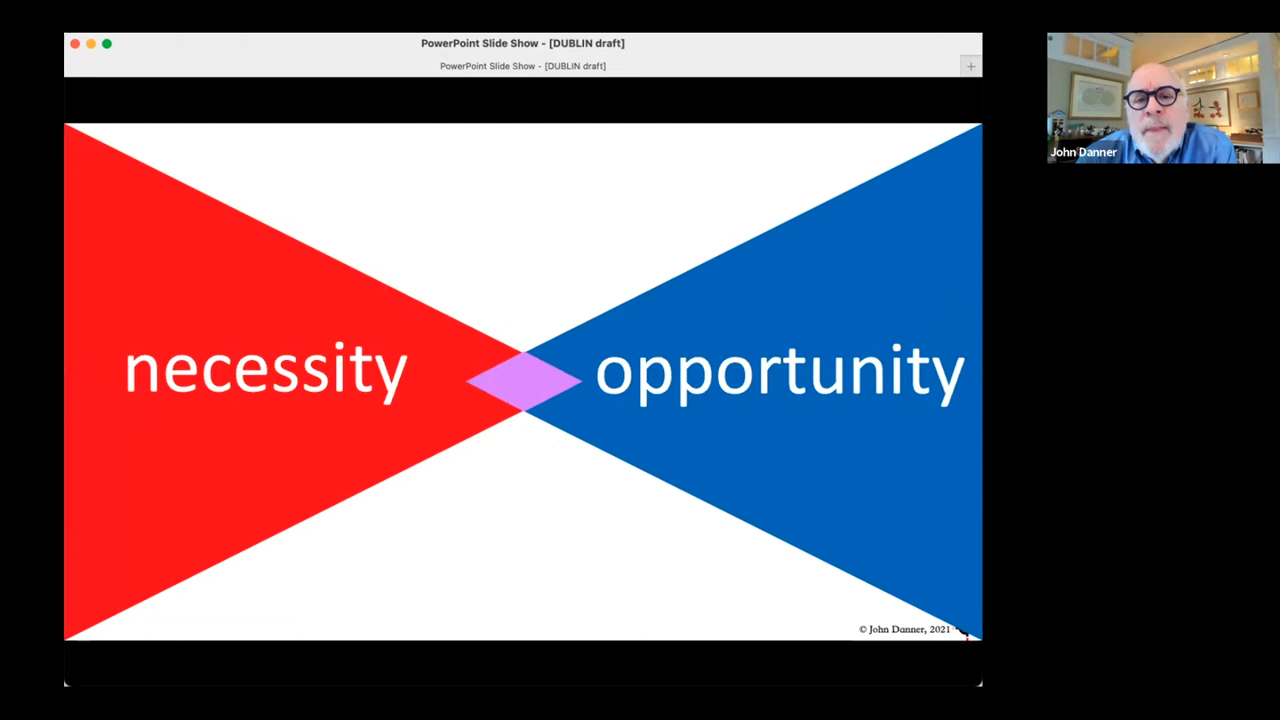 PowerPoint Slide Show - [DUBLIN draft]
PowerPoint Slide Show - [DUBLIN draft]
+
John Danner
necessity
opportunity
© John Danner, 2021